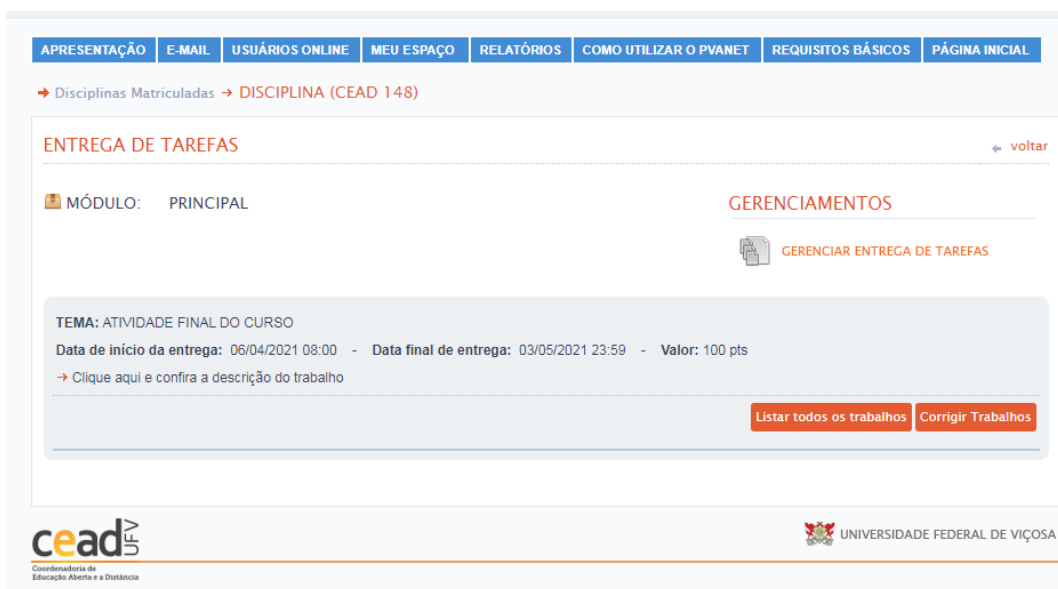 APRESENTAÇÃO E-MAIL USUÁRIOS ONLINE MEU ESPAÇO RELATÓRIOS COMO UTILIZAR O PVANET REQUISITOS BÁSICOS PÁGINA INICIAL
Disciplinas Matriculadas DISCIPLINA (CEAD 148)
ENTREGA DE TAREFAS voltar
MÓDULO: PRINCIPAL GERENCIAMENTOS
GERENCIAR ENTREGA DE TAREFAS
TEMA: ATIVIDADE FINAL DO CURSO
Data de início da entrega: 06/04/2021 08:00 - Data final de entrega: 03/05/2021 23:59 - Valor: 100 pts
Clique aqui e confira a descrição do trabalho
Listar todos os trabalhos Corrigir Trabalhos
cead UFV UNIVERSIDADE FEDERAL DE VIÇOSA
Coordenadoria de
Educação Aberta e a Distância